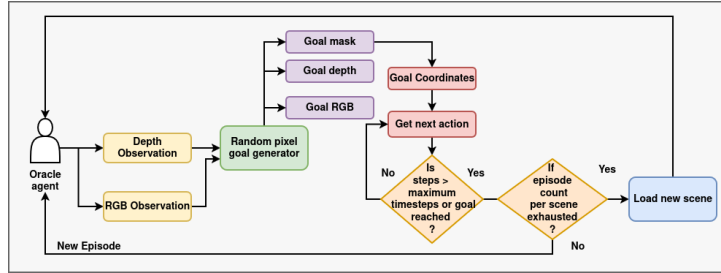 Goal mask
Goal depth
Goal RGB
Goal Coordinates
Get next action
Depth
Observation
RGB Observation
Random pixel
goal generator
Oracle
agent
No
Is
steps >
maximum
timesteps or goal
reached
?
Yes
If
episode
count
per scene
exhausted
?
Yes
No
Load new scene
New Episode